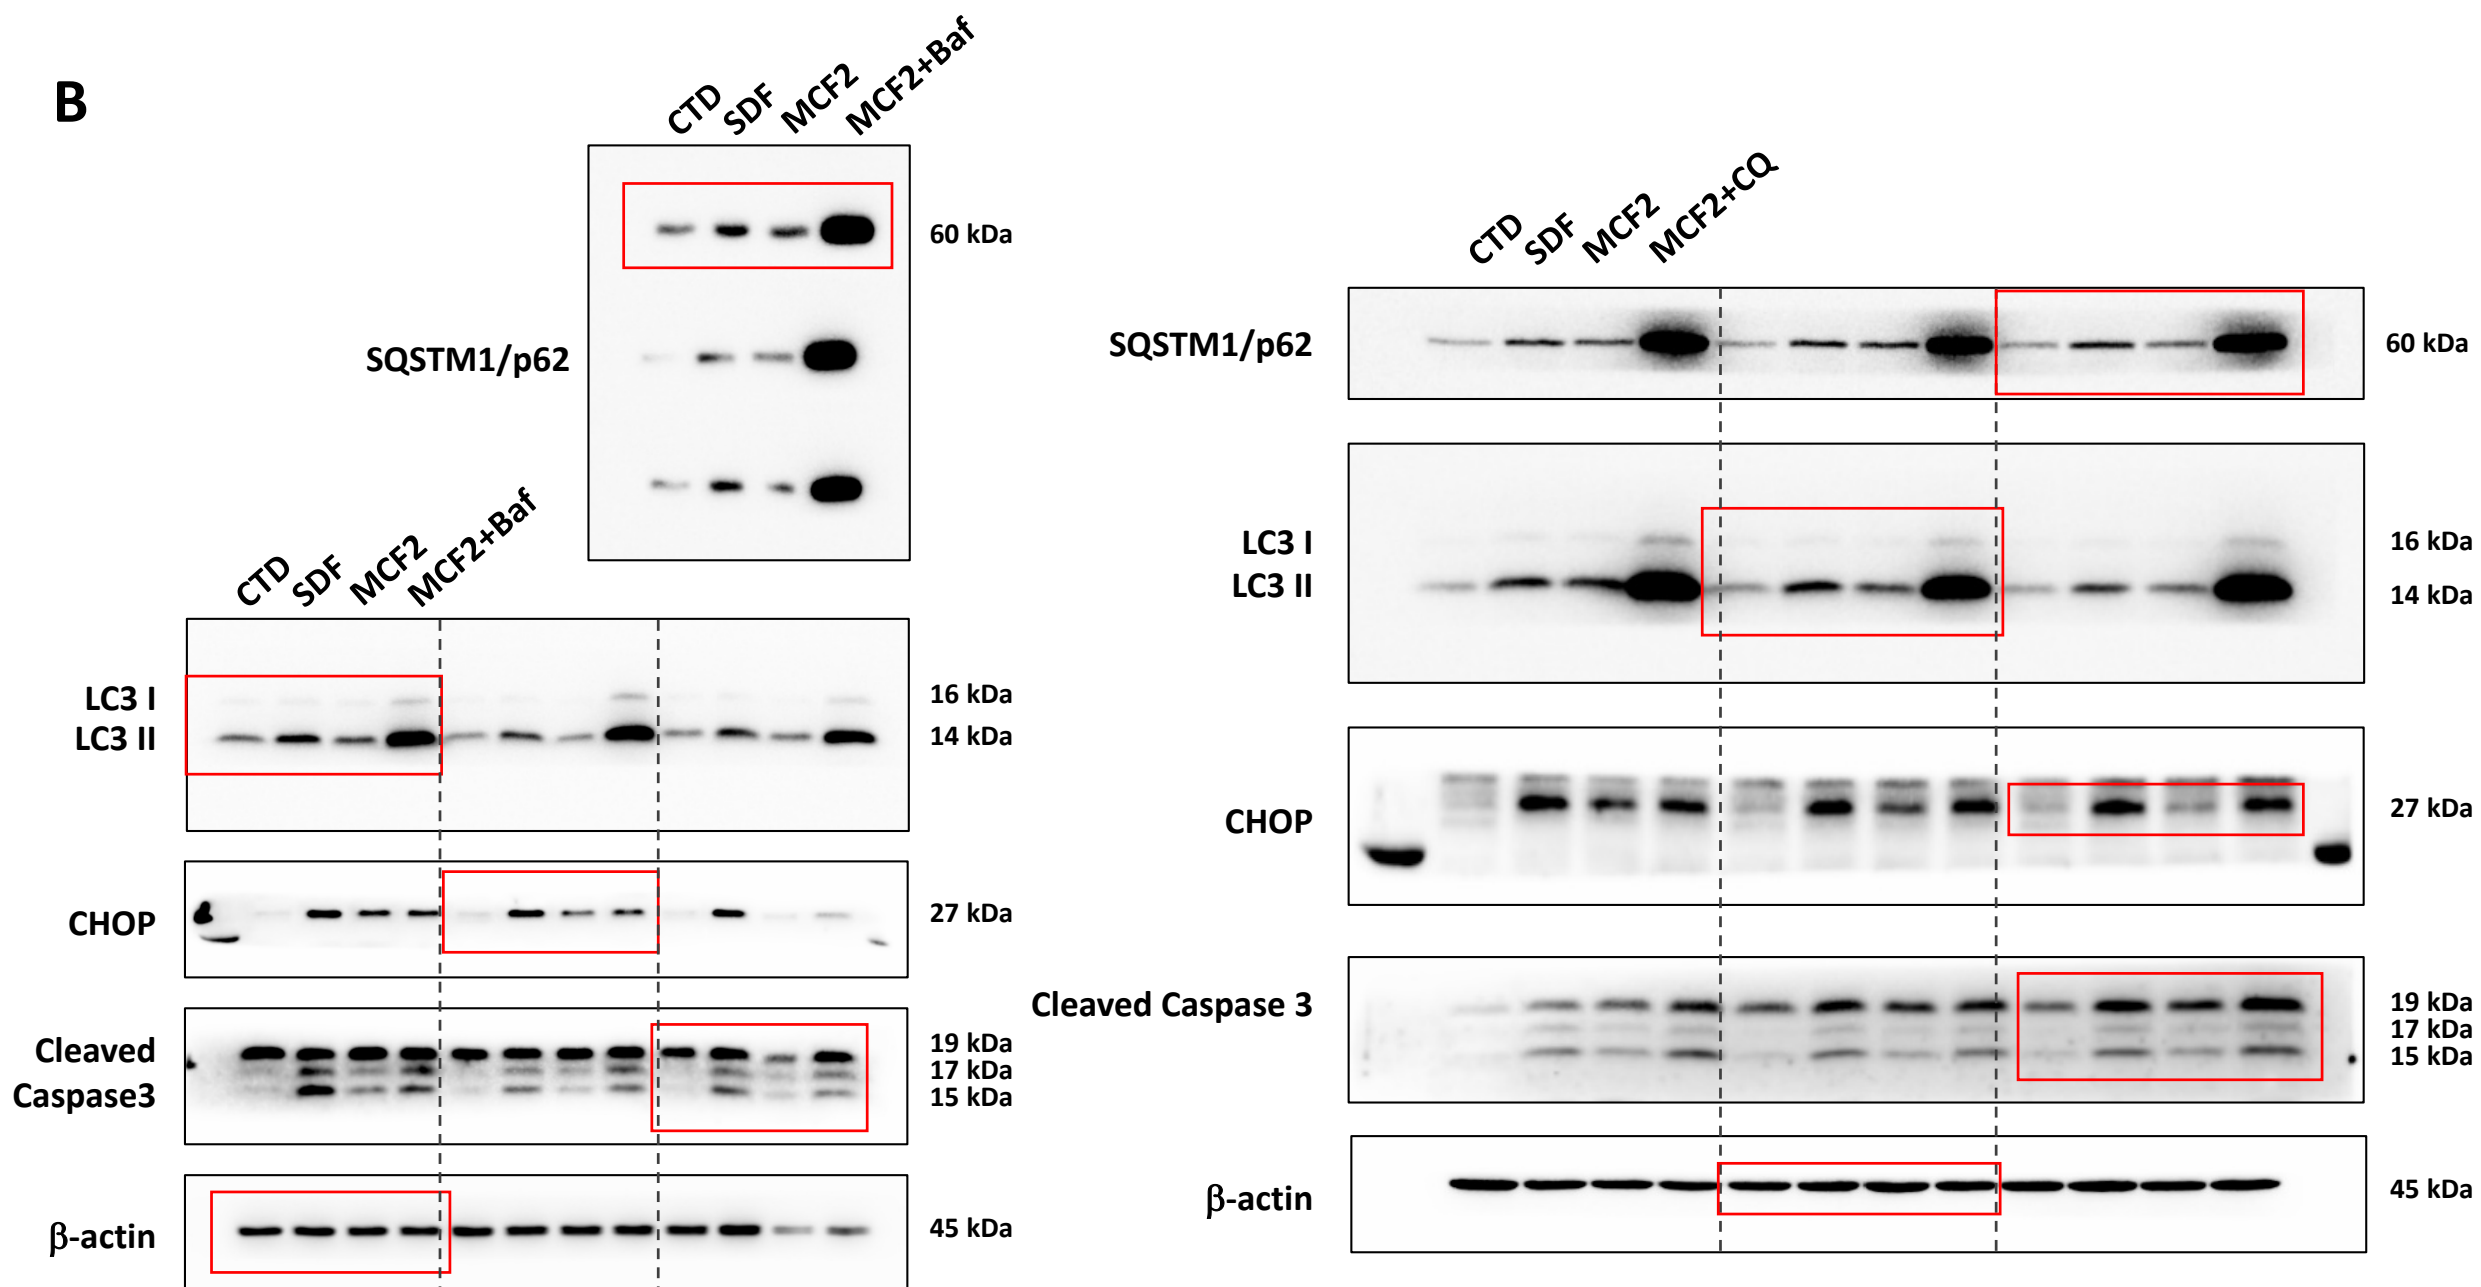 B
CTD
SDF
MCF2
MCF2+Baf
60 kDa
SQSTM1/p62
CTD
SDF
MCF2
MCF2+Baf
LC3 I
16 kDa
LC3 II
14 kDa
CHOP
27 kDa
Cleaved
Caspase3
19 kDa
17 kDa
15 kDa
β-actin
45 kDa
CTD
SDF
MCF2
MCF2+CQ
SQSTM1/p62
60 kDa
LC3 I
16 kDa
LC3 II
14 kDa
CHOP
27 kDa
Cleaved Caspase 3
19 kDa
17 kDa
15 kDa
β-actin
45 kDa